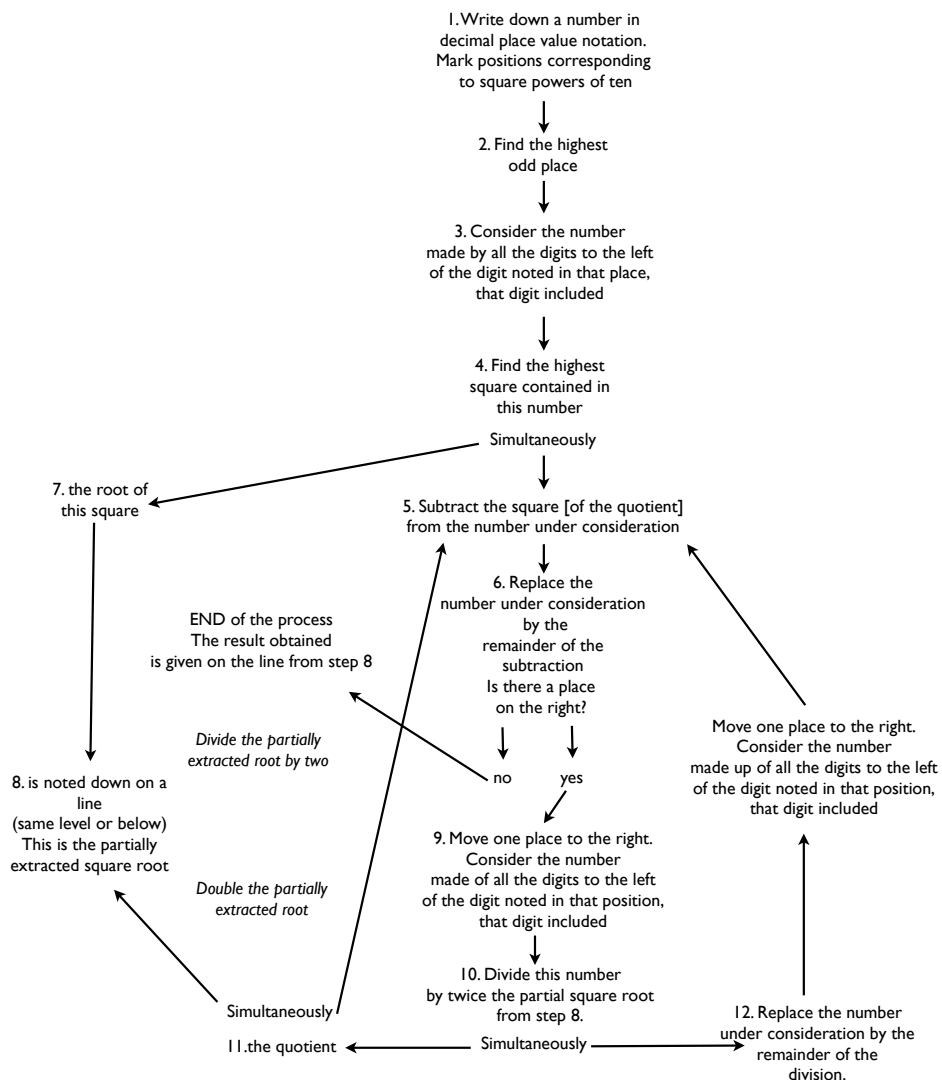 1. Write down a number in
decimal place value notation.
Mark positions corresponding
to square powers of ten
2. Find the highest
odd place
3. Consider the number
made by all the digits to the left
of the digit noted in that place,
that digit included
4. Find the highest
square contained in
this number
Simultaneously
7. the root of
this square
5. Subtract the square [of the quotient]
from the number under consideration
6. Replace the
number under consideration
by the
remainder of the
subtraction
Is there a place
on the right?
END of the process
The result obtained
is given on the line from step 8
no
yes
Divide the partially
extracted root by two
8. is noted down on a
line
(same level or below)
This is the partially
extracted square root
Double the partially
extracted root
Move one place to the right.
Consider the number
made up of all the digits to the left
of the digit noted in that position,
that digit included
9. Move one place to the right.
Consider the number
made of all the digits to the left
of the digit noted in that position,
that digit included
10. Divide this number
by twice the partial square root
from step 8.
Simultaneously
11.the quotient
Simultaneously
12. Replace the number
under consideration by the
remainder of the
division.